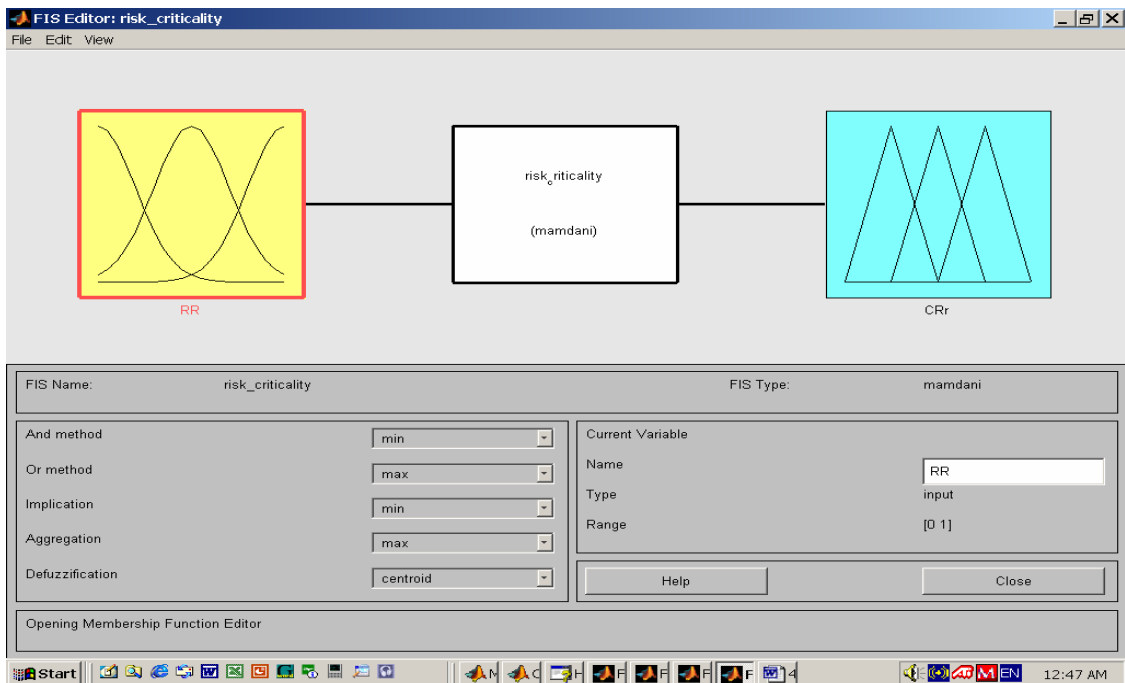 FIS Editor: risk_criticality
File Edit View
risk_criticality
(mamdani)
RR
CRr
FIS Name: risk_criticality FIS Type: mamdani
And method min
Or method max
Implication min
Aggregation max
Defuzzification centroid
Current Variable
Name RR
Type input
Range [0 1]
Help Close
Opening Membership Function Editor
Start M C H F F F F 4 M EN 12:47 AM